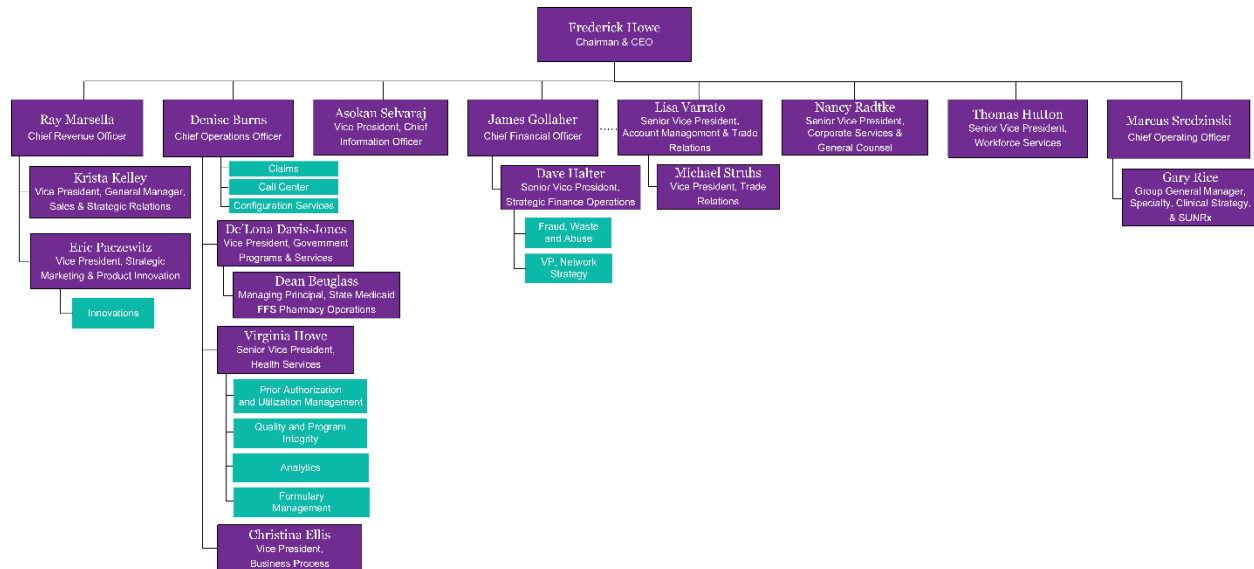 Frederick Howe
Chairman & CEO
Ray Marsella
Chief Revenue Officer
Denise Burns
Chief Operations Officer
Asokan Selvaraj
Vice President, Chief
Information Officer
James Gollaher
Chief Financial Officer
Lisa Varrato
Senior Vice President,
Account Management & Trade
Relations
Nancy Radtke
Senior Vice President,
Corporate Services &
General Counsel
Thomas Hutton
Senior Vice President,
Workforce Services
Marcus Sredzinski
Chief Operating Officer
Krista Kelley
Vice President, General Manager,
Sales & Strategic Relations
Eric Paczewitz
Vice President, Strategic
Marketing & Product Innovation
Innovations
Claims
Call Center
Configuration Services
De'Lona Davis-Jones
Vice President, Government
Programs & Services
Dean Beuglass
Managing Principal, State Medicaid
FFS Pharmacy Operations
Virginia Howe
Senior Vice President,
Health Services
Prior Authorization
and Utilization Management
Quality and Program
Integrity
Analytics
Formulary
Management
Christina Ellis
Vice President,
Business Process
Dave Halter
Senior Vice President,
Strategic Finance Operations
Fraud, Waste
and Abuse
VP, Network
Strategy
Michael Struhs
Vice President, Trade
Relations
Gary Rice
Group General Manager,
Specialty, Clinical Strategy,
& SUNRx